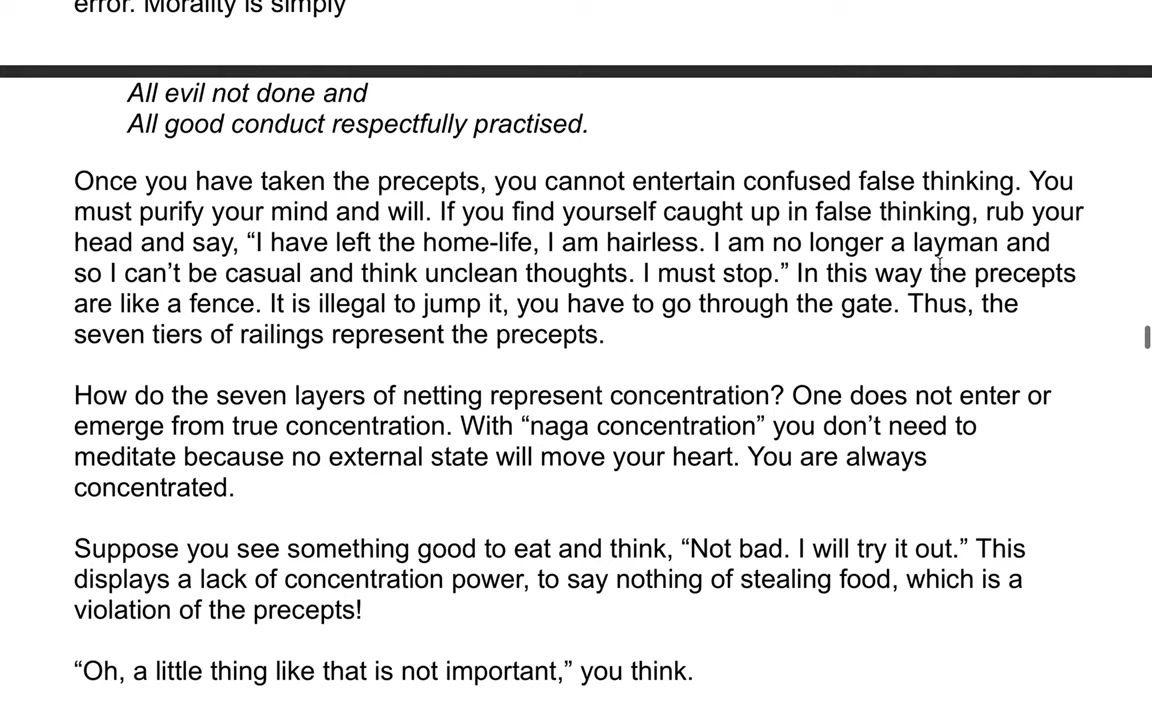 error. Morality is simply
All evil not done and
All good conduct respectfully practised.
Once you have taken the precepts, you cannot entertain confused false thinking. You
must purify your mind and will. If you find yourself caught up in false thinking, rub your
head and say, “I have left the home-life, I am hairless. I am no longer a layman and
so I can’t be casual and think unclean thoughts. I must stop.” In this way the precepts
are like a fence. It is illegal to jump it, you have to go through the gate. Thus, the
seven tiers of railings represent the precepts.
How do the seven layers of netting represent concentration? One does not enter or
emerge from true concentration. With “naga concentration” you don’t need to
meditate because no external state will move your heart. You are always
concentrated.
Suppose you see something good to eat and think, “Not bad. I will try it out.” This
displays a lack of concentration power, to say nothing of stealing food, which is a
violation of the precepts!
“Oh, a little thing like that is not important,” you think.